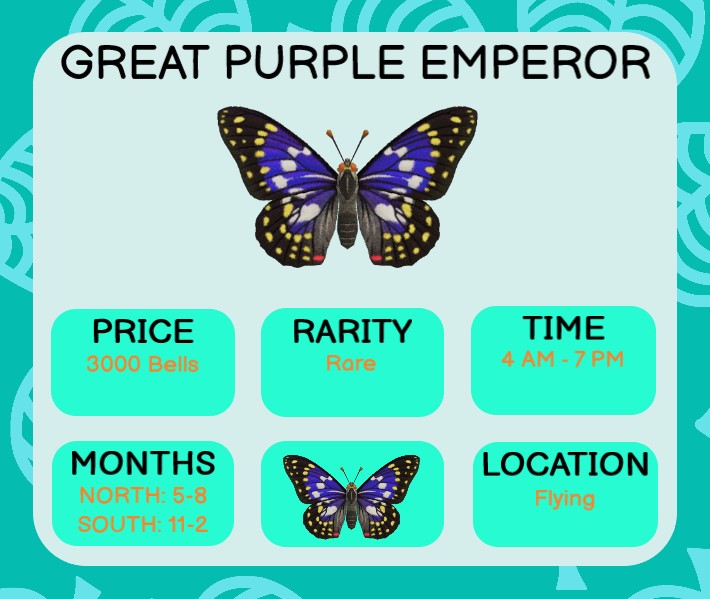 GREAT PURPLE EMPEROR
PRICE
3000 Bells
RARITY
Rare
TIME
4 AM - 7 PM
MONTHS
NORTH: 5-8
SOUTH: 11-2
LOCATION
Flying